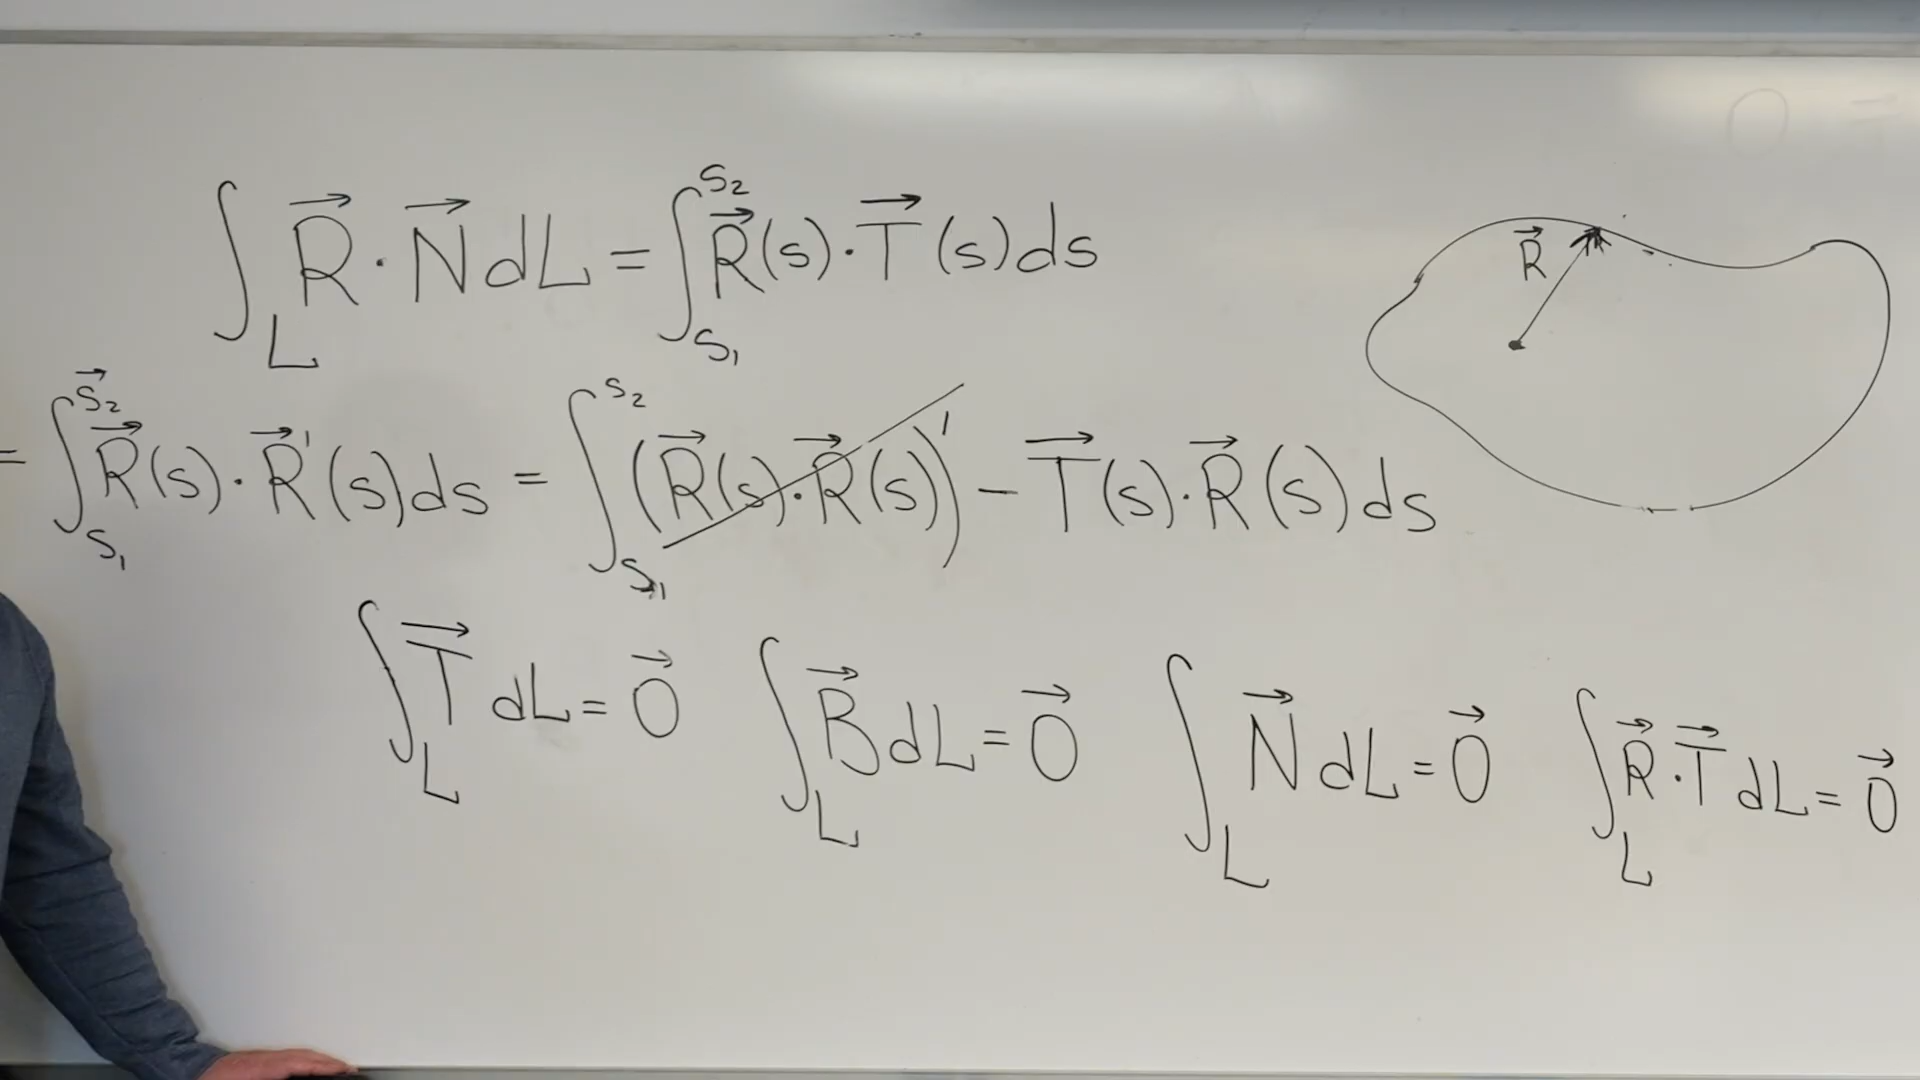 ∫_L R⃗ · N⃗ dL = ∫_{S₁}^{S₂} R⃗(s) · T⃗(s) ds
R⃗
= ∫_{S₁}^{S⃗₂} R⃗(s) · R⃗'(s) ds = ∫_{S₁}^{S₂} (R⃗(s) · R⃗(s))' − T⃗(s) · R⃗(s) ds
∫_L T⃗ dL = 0⃗ ∫_L B⃗ dL = 0⃗ ∫_L N⃗ dL = 0⃗ ∫_L R⃗ · T⃗ dL = 0⃗